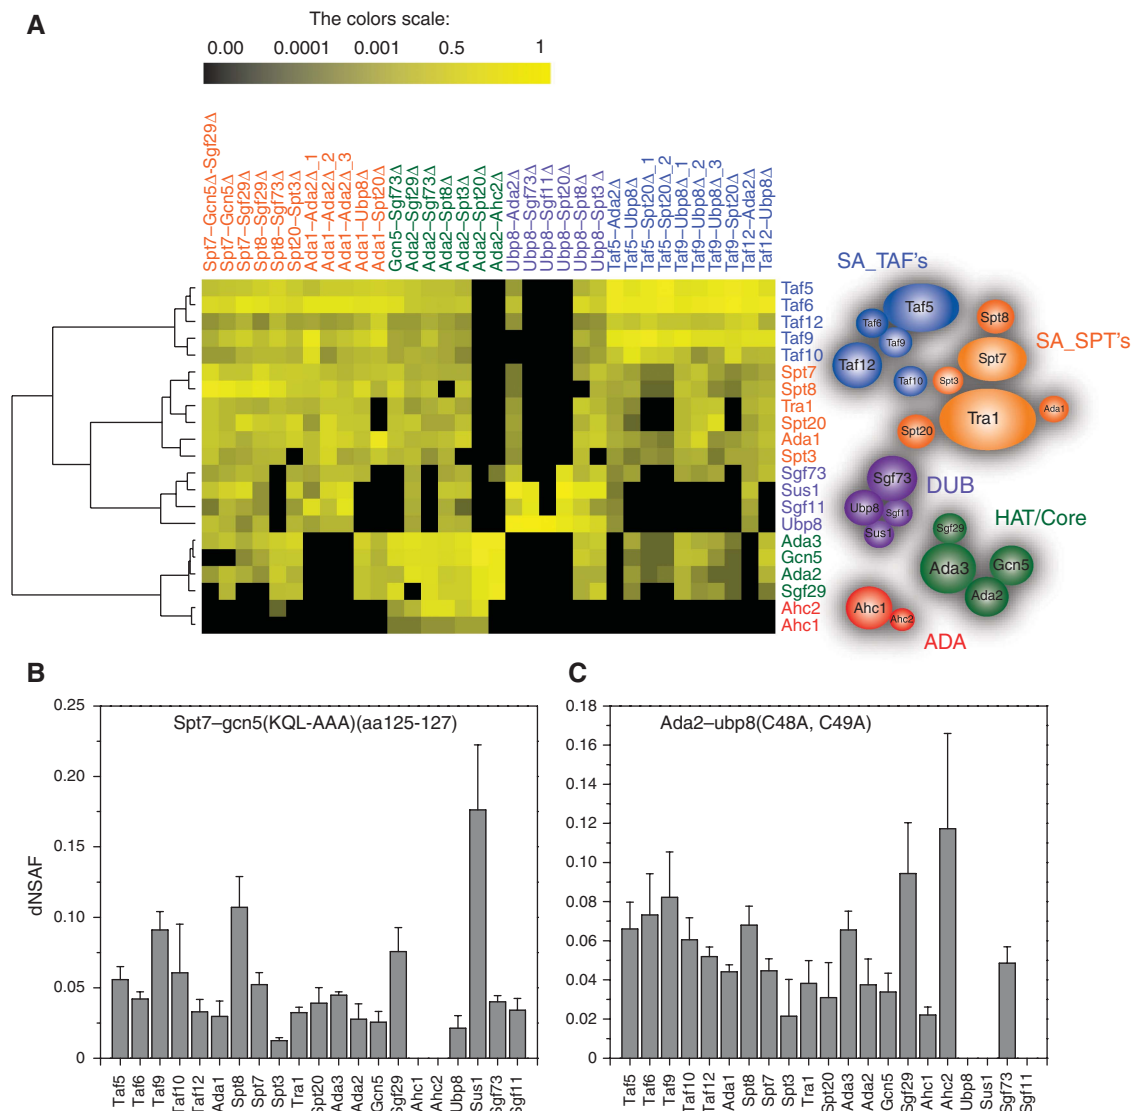 A
The colors scale:
0.00 0.0001 0.001 0.5 1
Spt7–Gcn5Δ-Sgf29Δ
Spt7–Gcn5Δ
Spt7–Sgf29Δ
Spt8–Sgf29Δ
Spt8–Sgf73Δ
Spt20–Spt3Δ
Ada1–Ada2Δ_1
Ada1–Ada2Δ_2
Ada1–Ada2Δ_3
Ada1–Ubp8Δ
Ada1–Spt20Δ
Gcn5–Sgf73Δ
Ada2–Sgf29Δ
Ada2–Sgf73Δ
Ada2–Spt8Δ
Ada2–Spt3Δ
Ada2–Spt20Δ
Ada2–Ahc2Δ
Ubp8–Ada2Δ
Ubp8–Sgf73Δ
Ubp8–Sgf11Δ
Ubp8–Spt20Δ
Ubp8–Spt8Δ
Ubp8–Spt3 Δ
Taf5–Ada2Δ
Taf5–Ubp8Δ
Taf5–Spt20Δ_1
Taf5–Spt20Δ_2
Taf9–Ubp8Δ_1
Taf9–Ubp8Δ_2
Taf9–Ubp8Δ_3
Taf9–Spt20Δ
Taf12–Ada2Δ
Taf12–Ubp8Δ
Taf5
Taf6
Taf12
Taf9
Taf10
Spt7
Spt8
Tra1
Spt20
Ada1
Spt3
Sgf73
Sus1
Sgf11
Ubp8
Ada3
Gcn5
Ada2
Sgf29
Ahc2
Ahc1
SA_TAF's
Taf5
Taf6
Taf9
Taf12
Taf10
Spt8
SA_SPT's
Spt7
Spt3
Tra1
Ada1
Spt20
Sgf73
DUB
Ubp8
Sgf11
Sus1
HAT/Core
Sgf29
Ada3
Gcn5
Ada2
Ahc1
Ahc2
ADA
B
Spt7–gcn5(KQL-AAA)(aa125-127)
dNSAF
0.25
0.20
0.15
0.10
0.05
0
Taf5
Taf6
Taf9
Taf10
Taf12
Ada1
Spt8
Spt7
Spt3
Tra1
Spt20
Ada3
Ada2
Gcn5
Sgf29
Ahc1
Ahc2
Ubp8
Sus1
Sgf73
Sgf11
C
Ada2–ubp8(C48A, C49A)
0.18
0.16
0.14
0.12
0.10
0.08
0.06
0.04
0.02
0
Taf5
Taf6
Taf9
Taf10
Taf12
Ada1
Spt8
Spt7
Spt3
Tra1
Spt20
Ada3
Ada2
Gcn5
Sgf29
Ahc1
Ahc2
Ubp8
Sus1
Sgf73
Sgf11